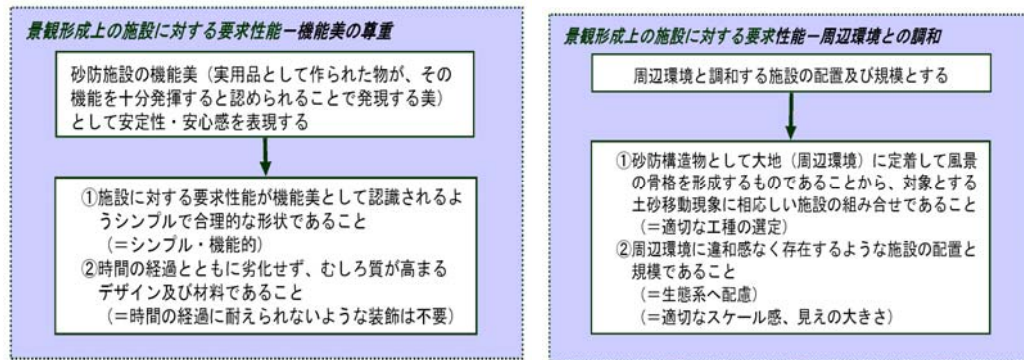 景観形成上の施設に対する要求性能－機能美の尊重
砂防施設の機能美（実用品として作られた物が、その
機能を十分発揮すると認められることで発現する美）
として安定性・安心感を表現する
①施設に対する要求性能が機能美として認識されるよ
うシンプルで合理的な形状であること
（＝シンプル・機能的）
②時間の経過とともに劣化せず、むしろ質が高まる
デザイン及び材料であること
（＝時間の経過に耐えられないような装飾は不要）
景観形成上の施設に対する要求性能－周辺環境との調和
周辺環境と調和する施設の配置及び規模とする
①砂防構造物として大地（周辺環境）に定着して風景
の骨格を形成するものであることから、対象とする
土砂移動現象に相応しい施設の組み合せであること
（＝適切な工種の選定）
②周辺環境に違和感なく存在するような施設の配置と
規模であること
（＝生態系へ配慮）
（＝適切なスケール感、見えの大きさ）